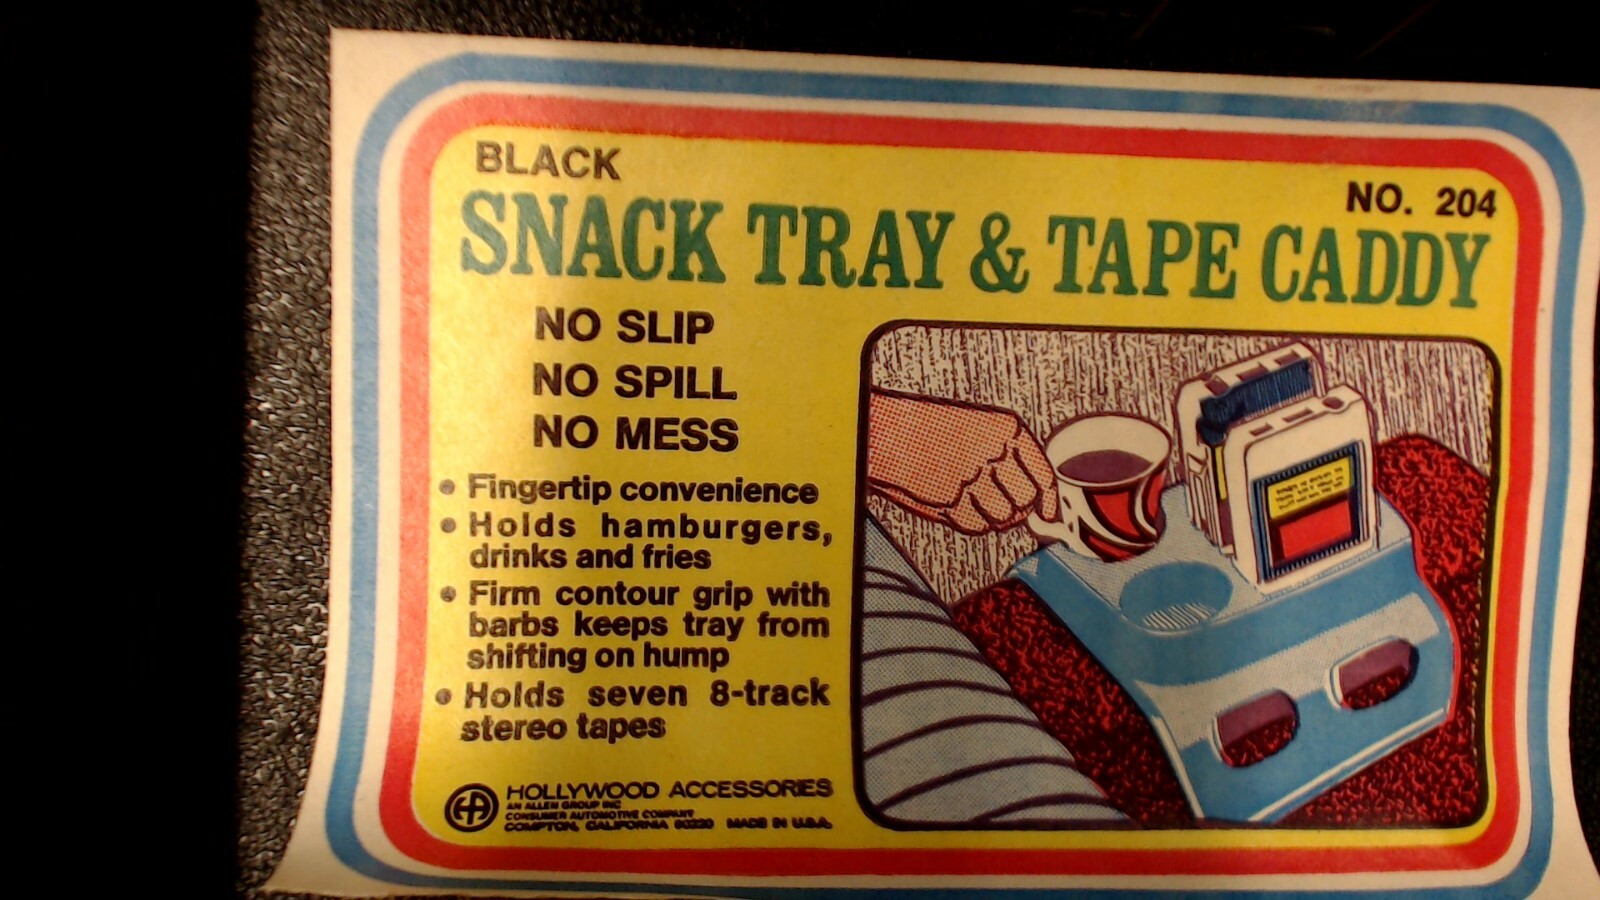 BLACK
NO. 204
SNACK TRAY & TAPE CADDY
NO SLIP
NO SPILL
NO MESS
• Fingertip convenience
• Holds hamburgers,
drinks and fries
• Firm contour grip with
barbs keeps tray from
shifting on hump
• Holds seven 8-track
stereo tapes
HA HOLLYWOOD ACCESSORIES
AN ALLEN GROUP INC
CONSUMER AUTOMOTIVE COMPANY
COMPTON, CALIFORNIA 90220 MADE IN U.S.A.